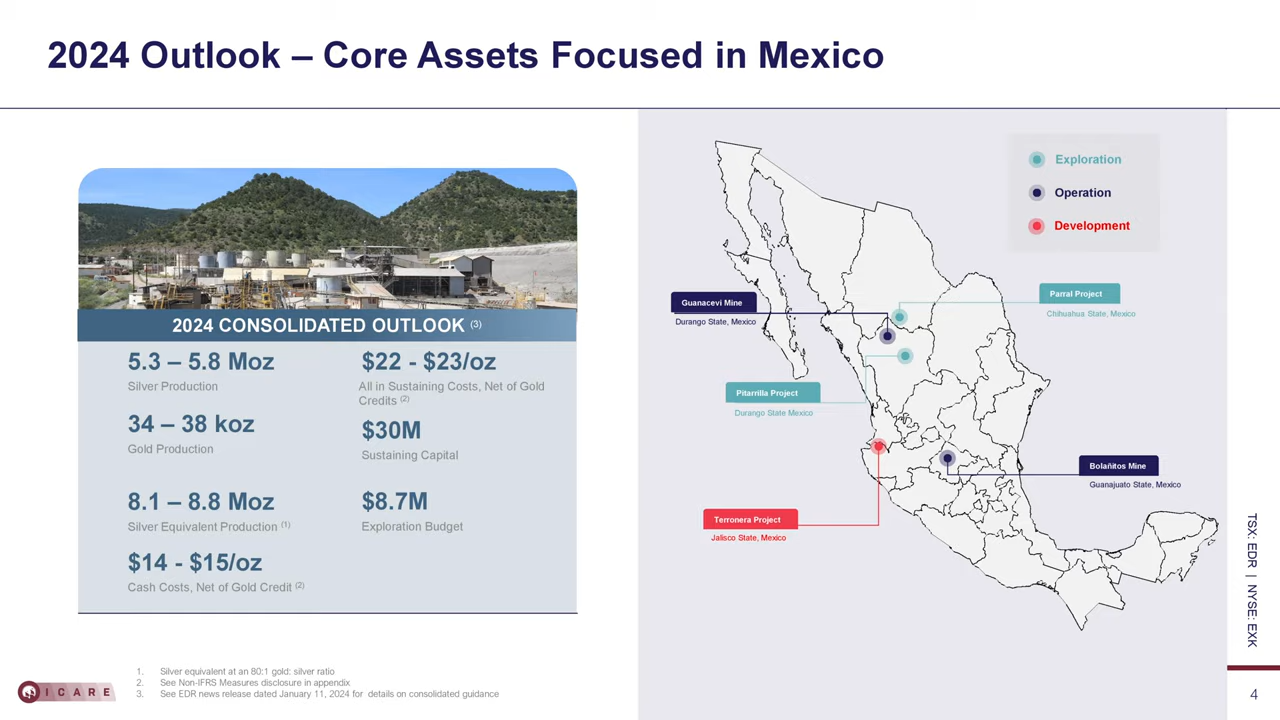 2024 Outlook – Core Assets Focused in Mexico
2024 CONSOLIDATED OUTLOOK (3)
5.3 – 5.8 Moz
Silver Production
34 – 38 koz
Gold Production
8.1 – 8.8 Moz
Silver Equivalent Production (1)
$14 - $15/oz
Cash Costs, Net of Gold Credit (2)
$22 - $23/oz
All in Sustaining Costs, Net of Gold
Credits (2)
$30M
Sustaining Capital
$8.7M
Exploration Budget
Exploration
Operation
Development
Guanacevi Mine
Durango State, Mexico
Parral Project
Chihuahua State, Mexico
Pitarrilla Project
Durango State Mexico
Bolañitos Mine
Guanajuato State, Mexico
Terronera Project
Jalisco State, Mexico
TSX: EDR | NYSE: EXK
1. Silver equivalent at an 80:1 gold: silver ratio
2. See Non-IFRS Measures disclosure in appendix
3. See EDR news release dated January 11, 2024 for details on consolidated guidance
ICARE
4